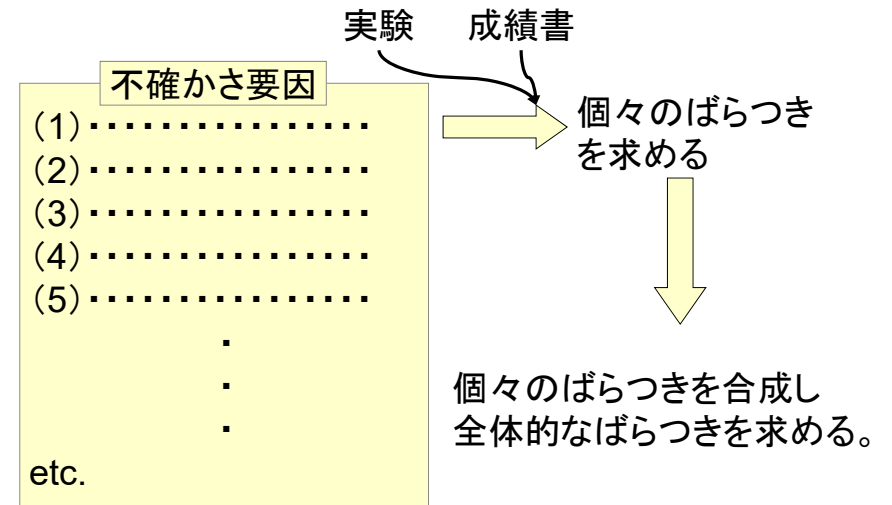 実験 成績書
不確かさ要因
(1)・・・・・・・・・・・・・・・・
(2)・・・・・・・・・・・・・・・・
(3)・・・・・・・・・・・・・・・・
(4)・・・・・・・・・・・・・・・・
(5)・・・・・・・・・・・・・・・・
・
・
・
etc.
個々のばらつき
を求める
個々のばらつきを合成し
全体的なばらつきを求める。